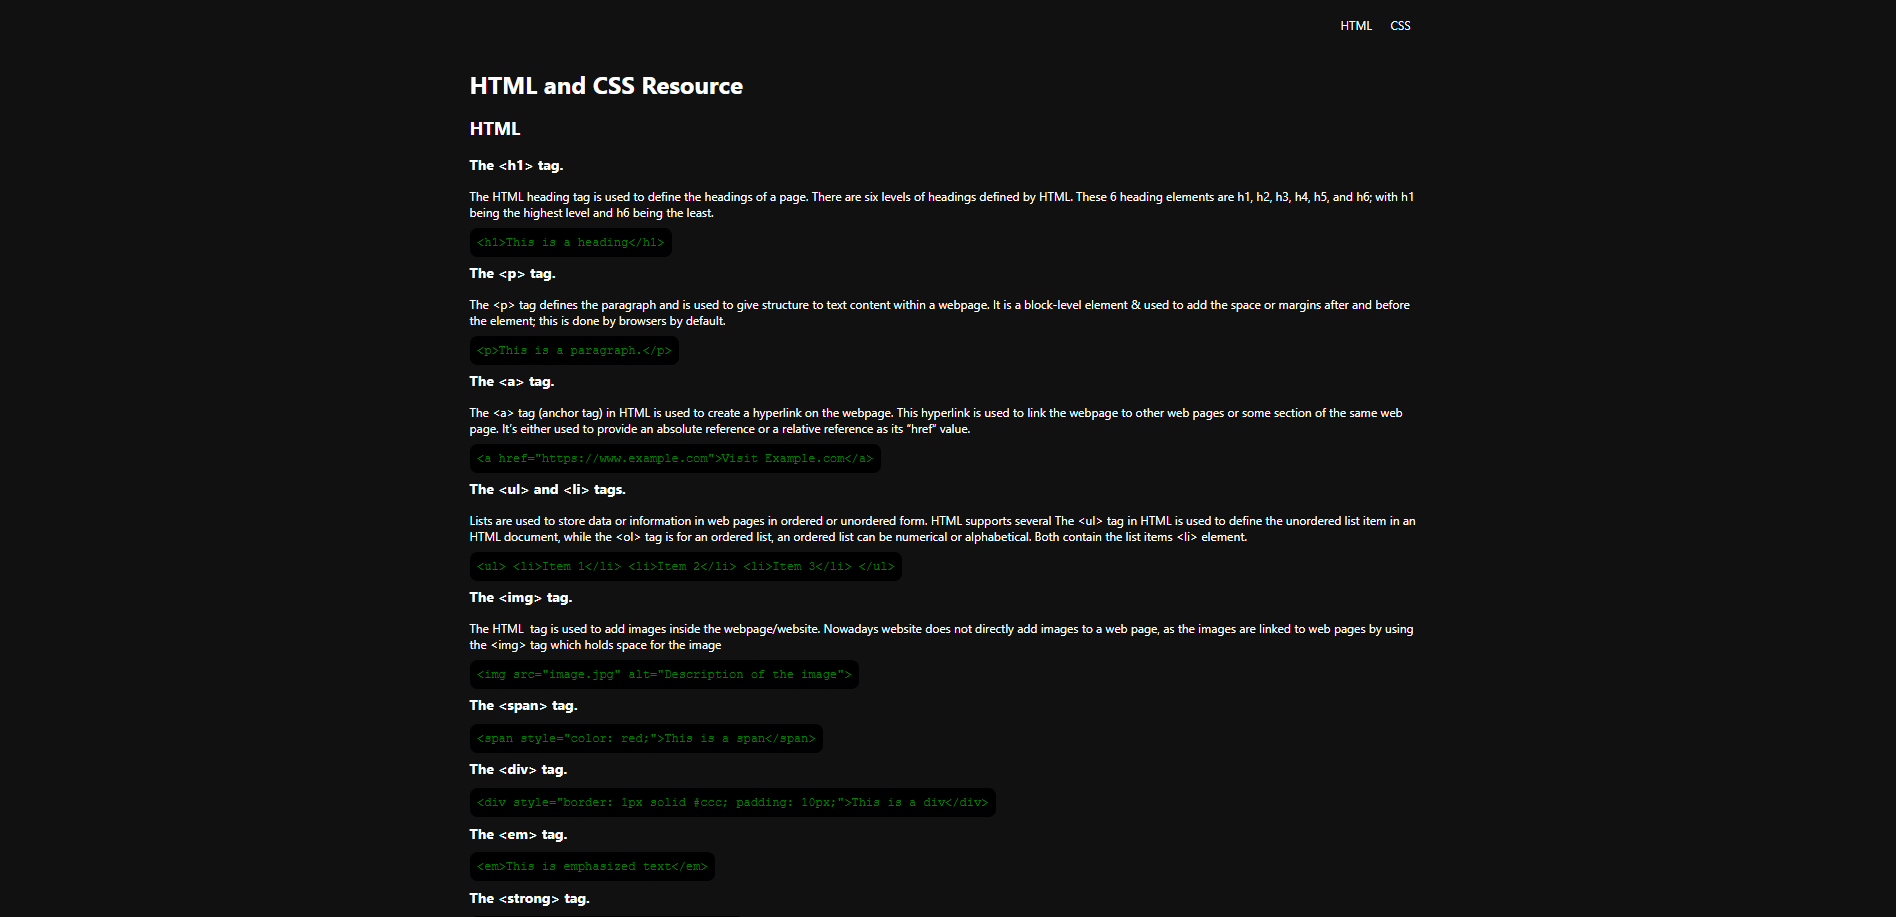 HTML CSS
HTML and CSS Resource
HTML
The <h1> tag.
The HTML heading tag is used to define the headings of a page. There are six levels of headings defined by HTML. These 6 heading elements are h1, h2, h3, h4, h5, and h6; with h1
being the highest level and h6 being the least.
<h1>This is a heading</h1>
The <p> tag.
The <p> tag defines the paragraph and is used to give structure to text content within a webpage. It is a block-level element & used to add the space or margins after and before
the element; this is done by browsers by default.
<p>This is a paragraph.</p>
The <a> tag.
The <a> tag (anchor tag) in HTML is used to create a hyperlink on the webpage. This hyperlink is used to link the webpage to other web pages or some section of the same web
page. It’s either used to provide an absolute reference or a relative reference as its “href” value.
<a href="https://www.example.com">Visit Example.com</a>
The <ul> and <li> tags.
Lists are used to store data or information in web pages in ordered or unordered form. HTML supports several The <ul> tag in HTML is used to define the unordered list item in an
HTML document, while the <ol> tag is for an ordered list, an ordered list can be numerical or alphabetical. Both contain the list items <li> element.
<ul> <li>Item 1</li> <li>Item 2</li> <li>Item 3</li> </ul>
The <img> tag.
The HTML  tag is used to add images inside the webpage/website. Nowadays website does not directly add images to a web page, as the images are linked to web pages by using
the <img> tag which holds space for the image
<img src="image.jpg" alt="Description of the image">
The <span> tag.
<span style="color: red;">This is a span</span>
The <div> tag.
<div style="border: 1px solid #ccc; padding: 10px;">This is a div</div>
The <em> tag.
<em>This is emphasized text</em>
The <strong> tag.